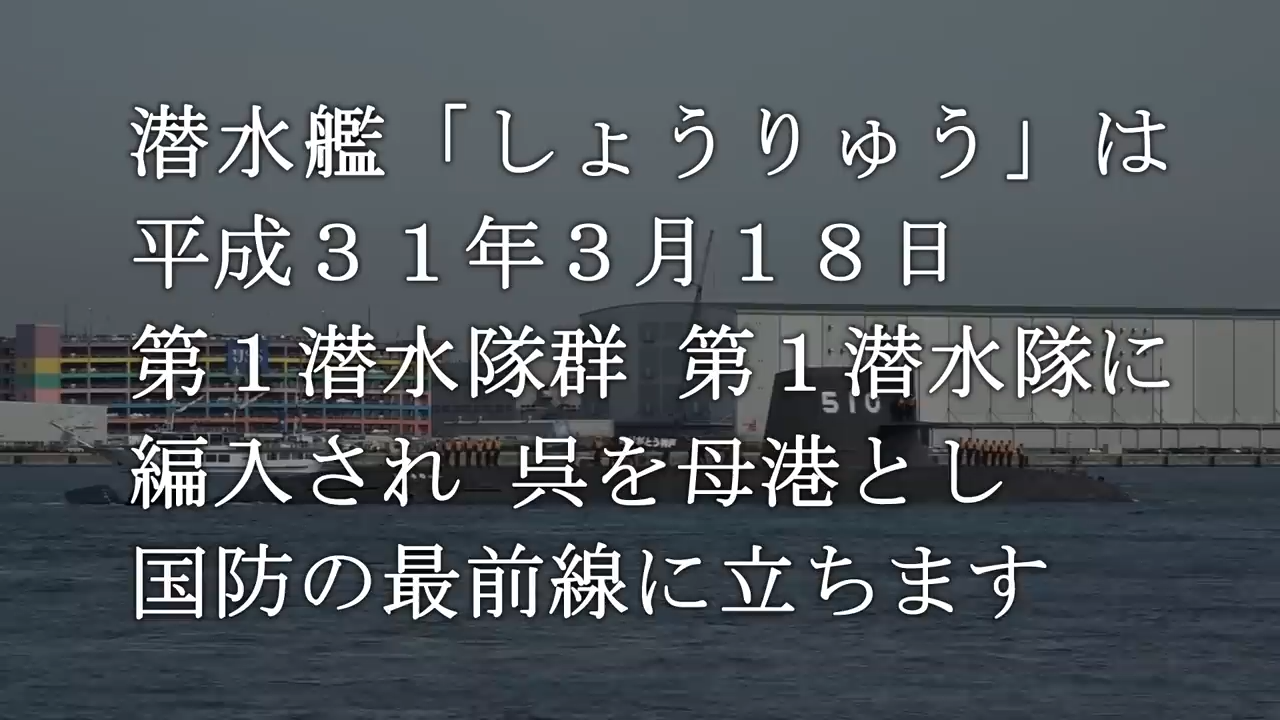 潜水艦「しょうりゅう」は
平成３１年３月１８日
第１潜水隊群 第１潜水隊に
編入され 呉を母港とし
国防の最前線に立ちます
510